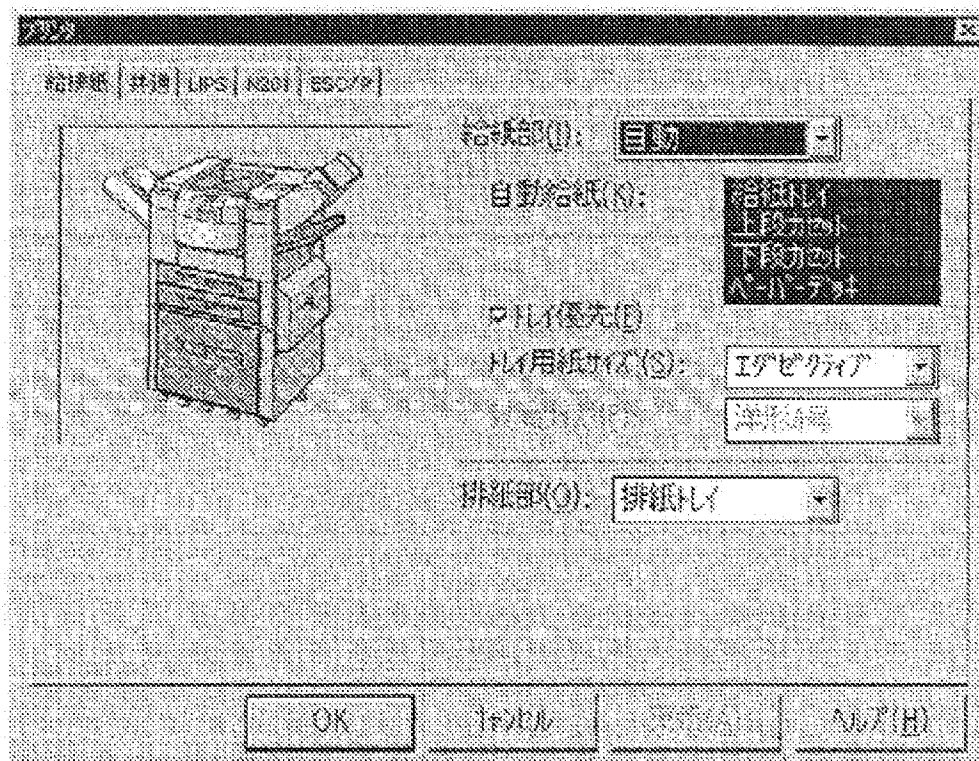 プリンタ
給排紙 共通 LIPS N201 ESC/P
給紙部(I): 自動
自動給紙(K):
給紙トレイ
上段カセット
下段カセット
ペーパーデッキ
トレイ優先(E)
トレイ用紙サイズ(S): エグゼクティブ
洋形4号
排紙部(O): 排紙トレイ
OK キャンセル ヘルプ(H)